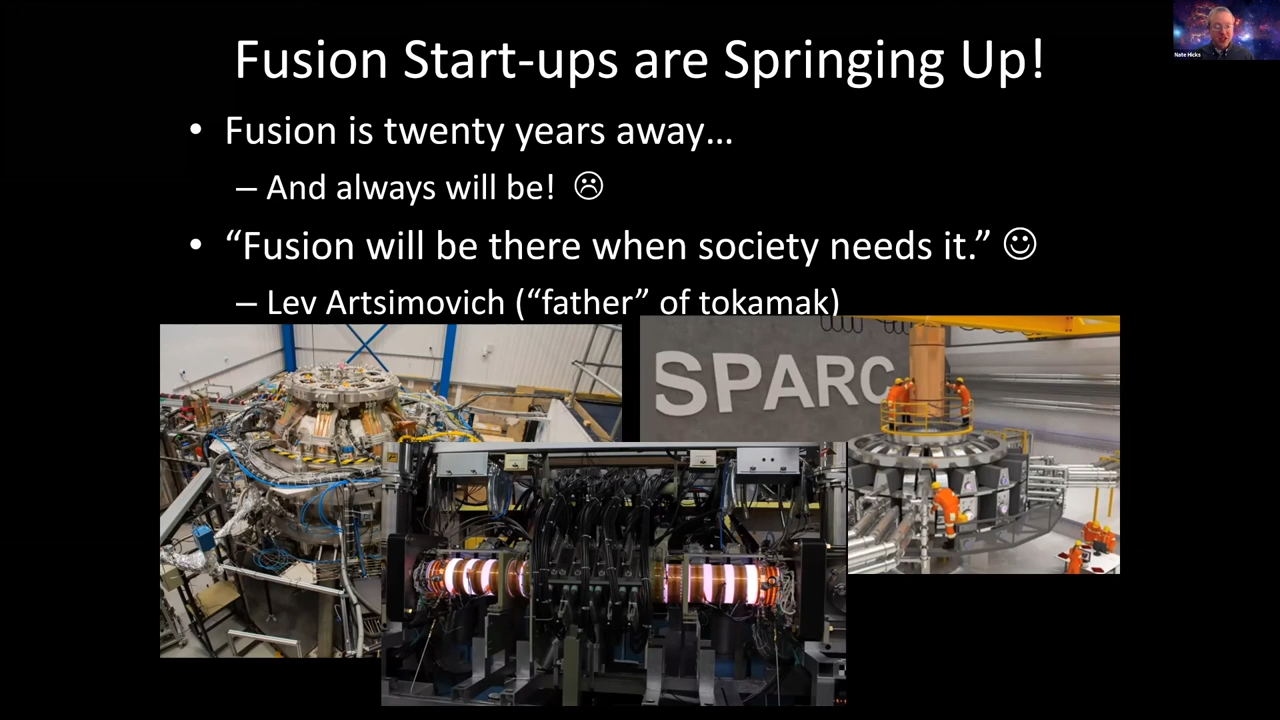 Fusion Start-ups are Springing Up!
Nate Hicks
• Fusion is twenty years away…
– And always will be! ☹
• “Fusion will be there when society needs it.” ☺
– Lev Artsimovich (“father” of tokamak)
SPARC